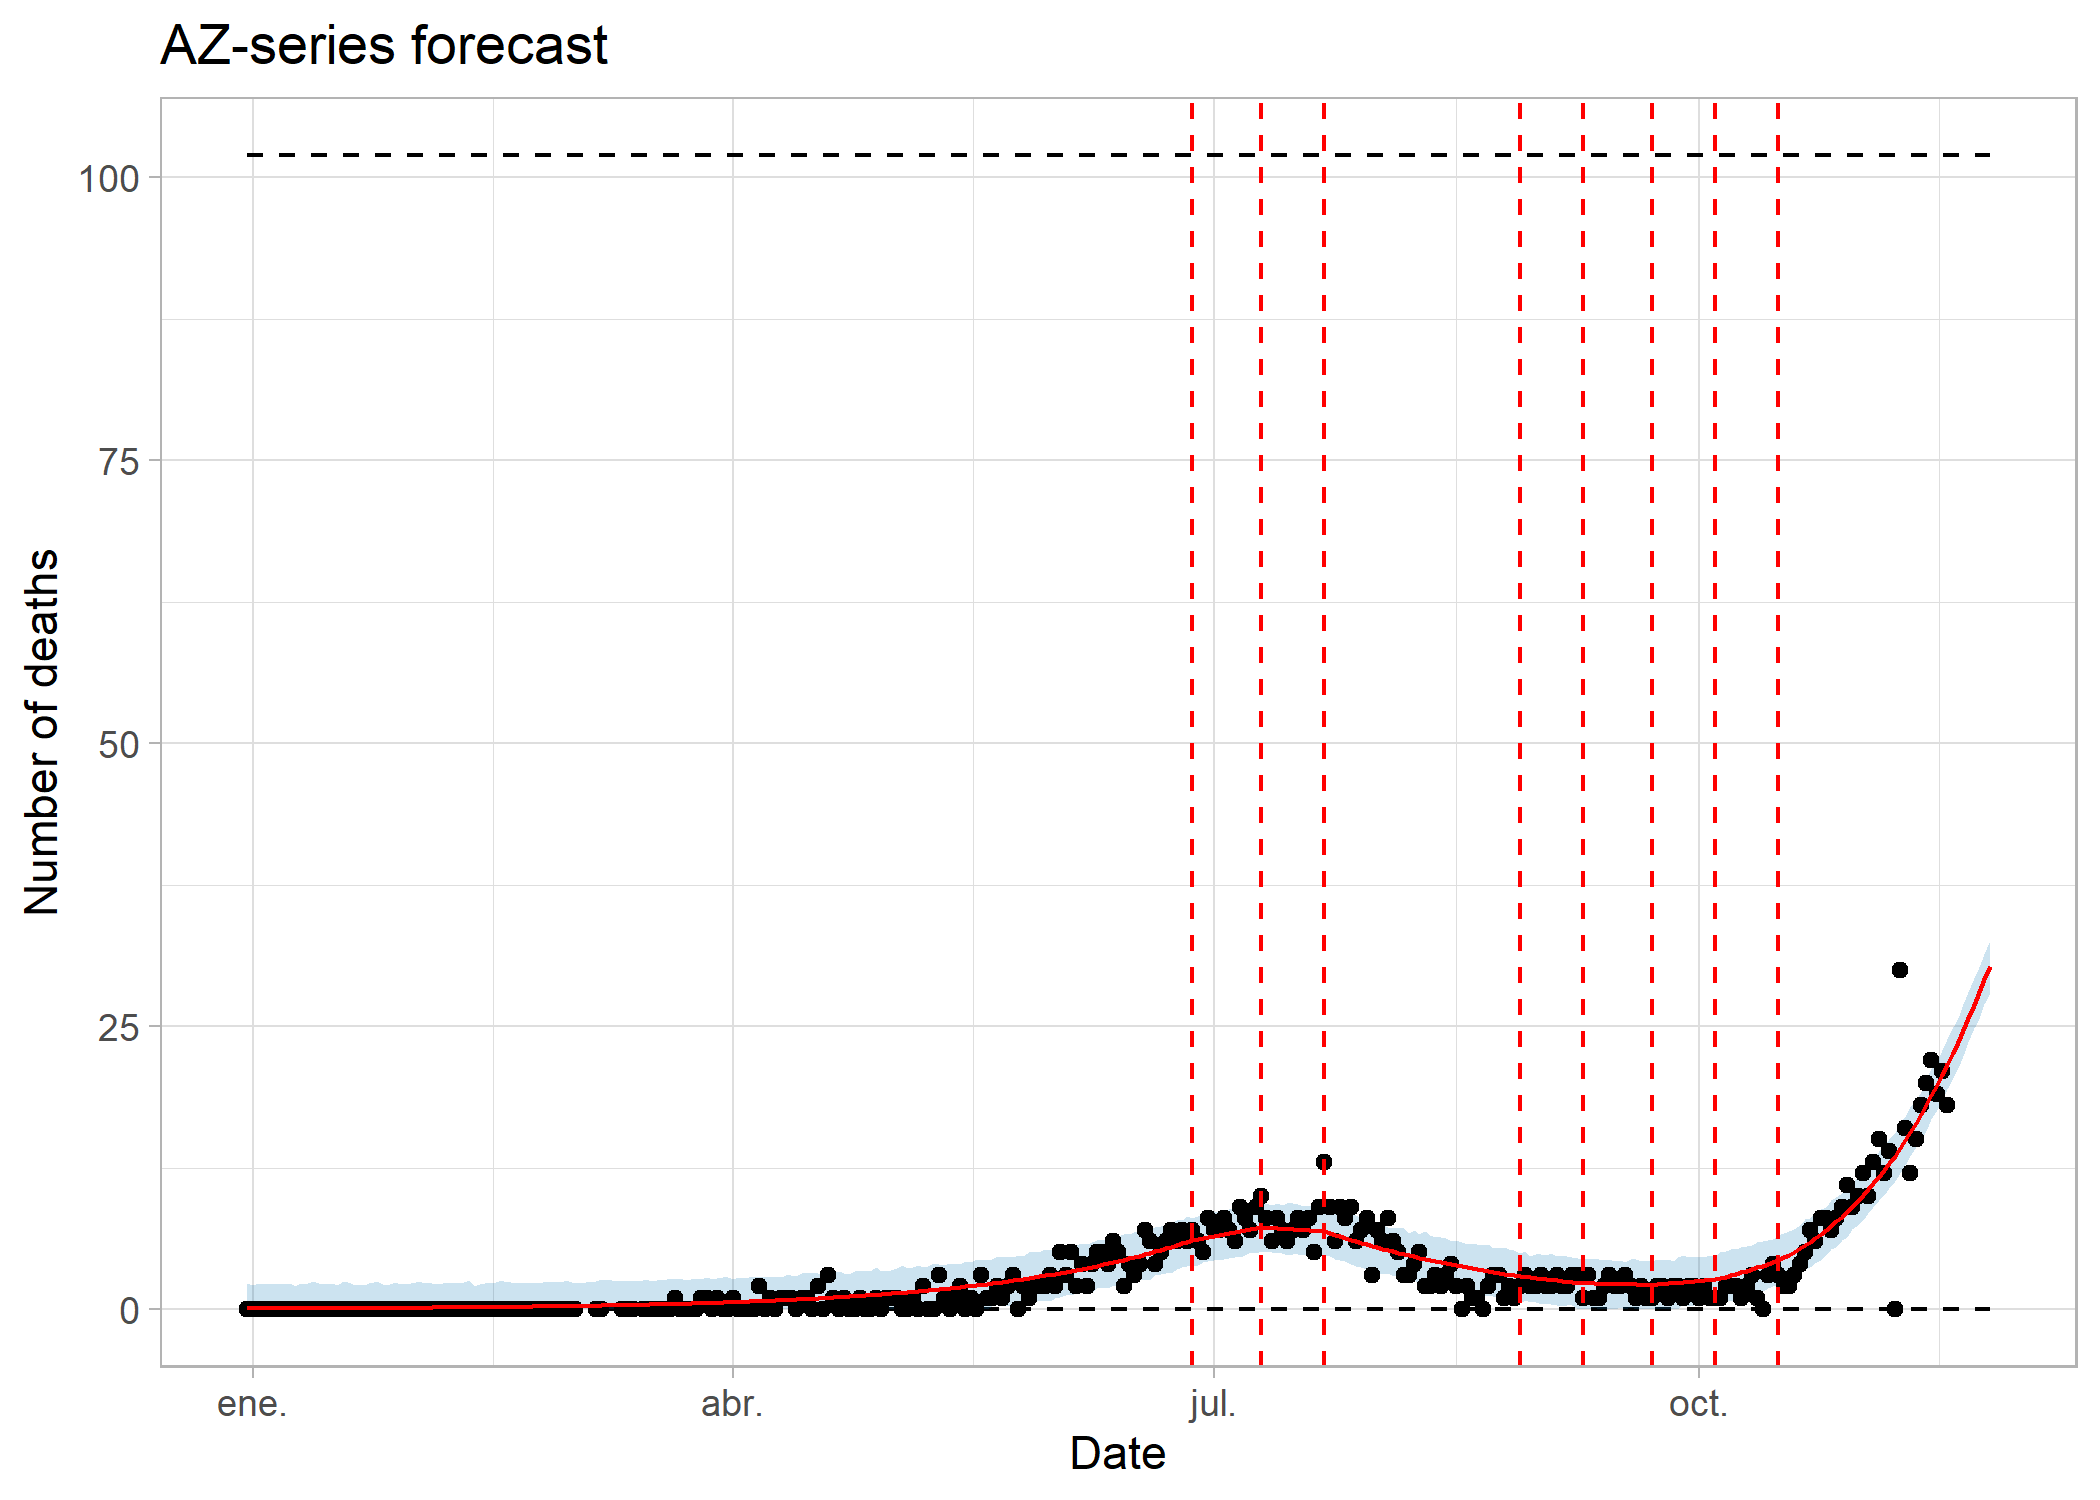 AZ-series forecast
100
75
50
25
0
Number of deaths
ene.
abr.
jul.
oct.
Date